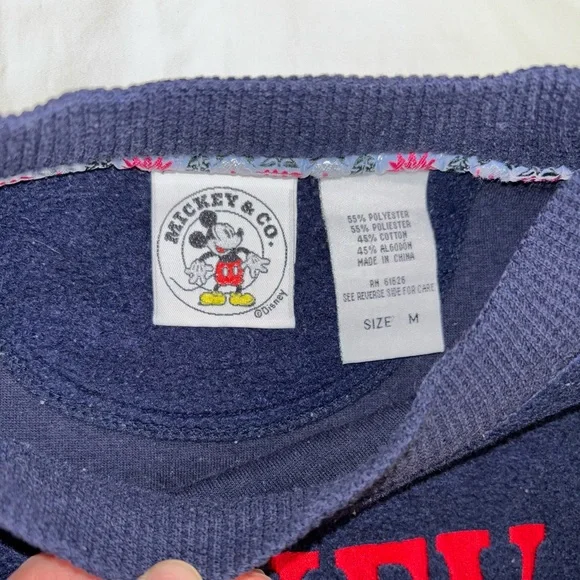 MICKEY & CO.
©Disney
55% POLYESTER
55% POLIESTER
45% COTTON
45% ALGODON
MADE IN CHINA
RN 61626
SEE REVERSE SIDE FOR CARE
SIZE M
KEY